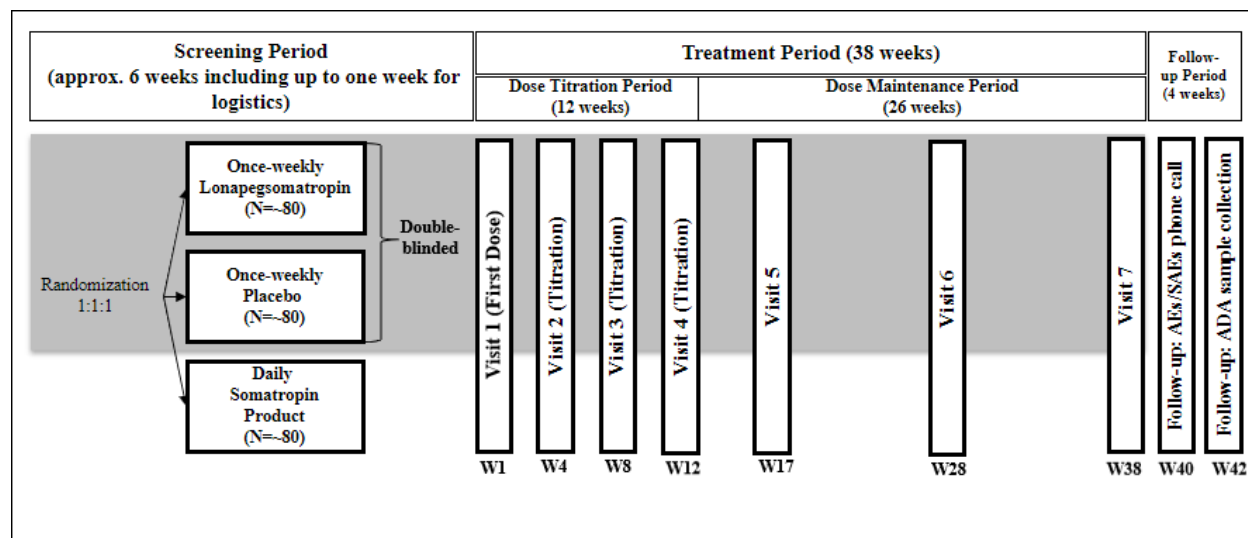 Screening Period
(approx. 6 weeks including up to one week for
logistics)
Treatment Period (38 weeks)
Follow-
up Period
(4 weeks)
Dose Titration Period
(12 weeks)
Dose Maintenance Period
(26 weeks)
Randomization
1:1:1
Once-weekly
Lonapegsomatropin
(N=~80)
Once-weekly
Placebo
(N=~80)
Daily
Somatropin
Product
(N=~80)
Double-
blinded
Visit 1 (First Dose)
Visit 2 (Titration)
Visit 3 (Titration)
Visit 4 (Titration)
Visit 5
Visit 6
Visit 7
Follow-up: AEs/SAEs phone call
Follow-up: ADA sample collection
W1
W4
W8
W12
W17
W28
W38
W40
W42